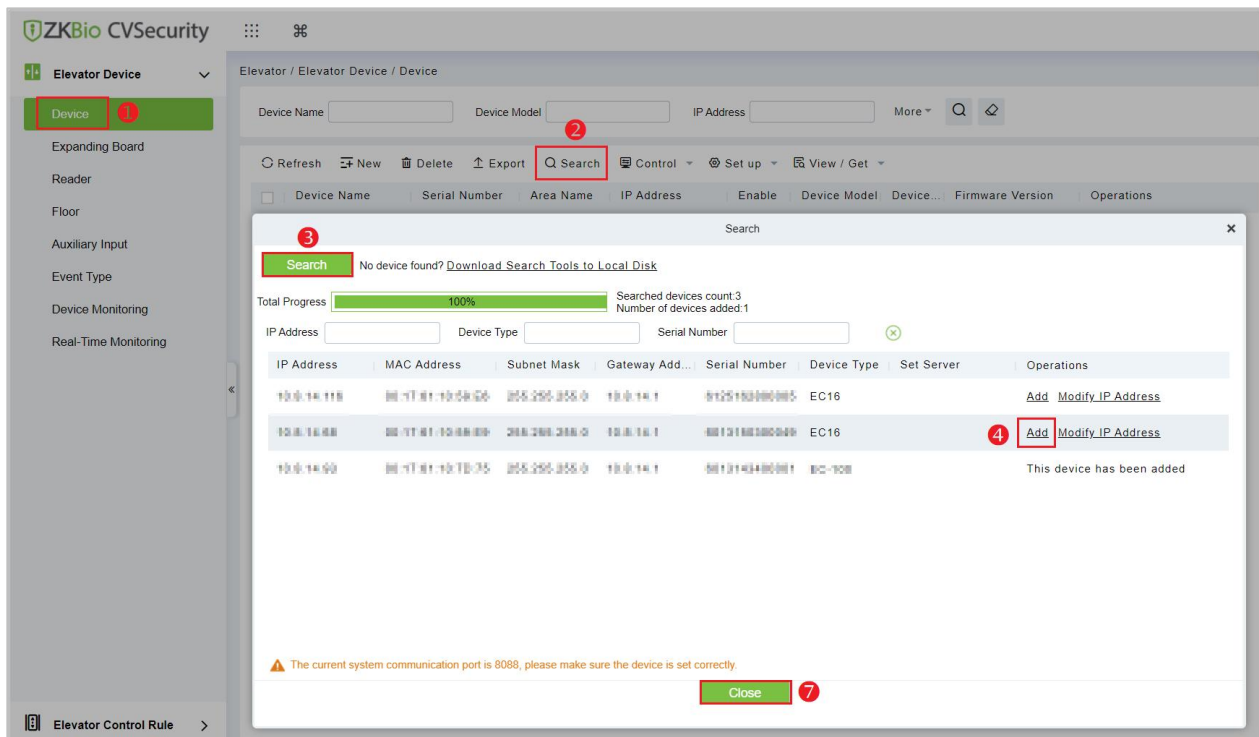 ZKBio CVSecurity
Elevator Device
Device
1
Expanding Board
Reader
Floor
Auxiliary Input
Event Type
Device Monitoring
Real-Time Monitoring
Elevator Control Rule
Elevator / Elevator Device / Device
Device Name Device Model IP Address More
2
Refresh New Delete Export Search Control Set up View / Get
Device Name Serial Number Area Name IP Address Enable Device Model Device... Firmware Version Operations
Search
3
Search No device found? Download Search Tools to Local Disk
Total Progress 100% Searched devices count:3
Number of devices added:1
IP Address Device Type Serial Number
IP Address MAC Address Subnet Mask Gateway Add... Serial Number Device Type Set Server Operations
EC16 Add Modify IP Address
EC16 4 Add Modify IP Address
This device has been added
The current system communication port is 8088, please make sure the device is set correctly.
Close 7